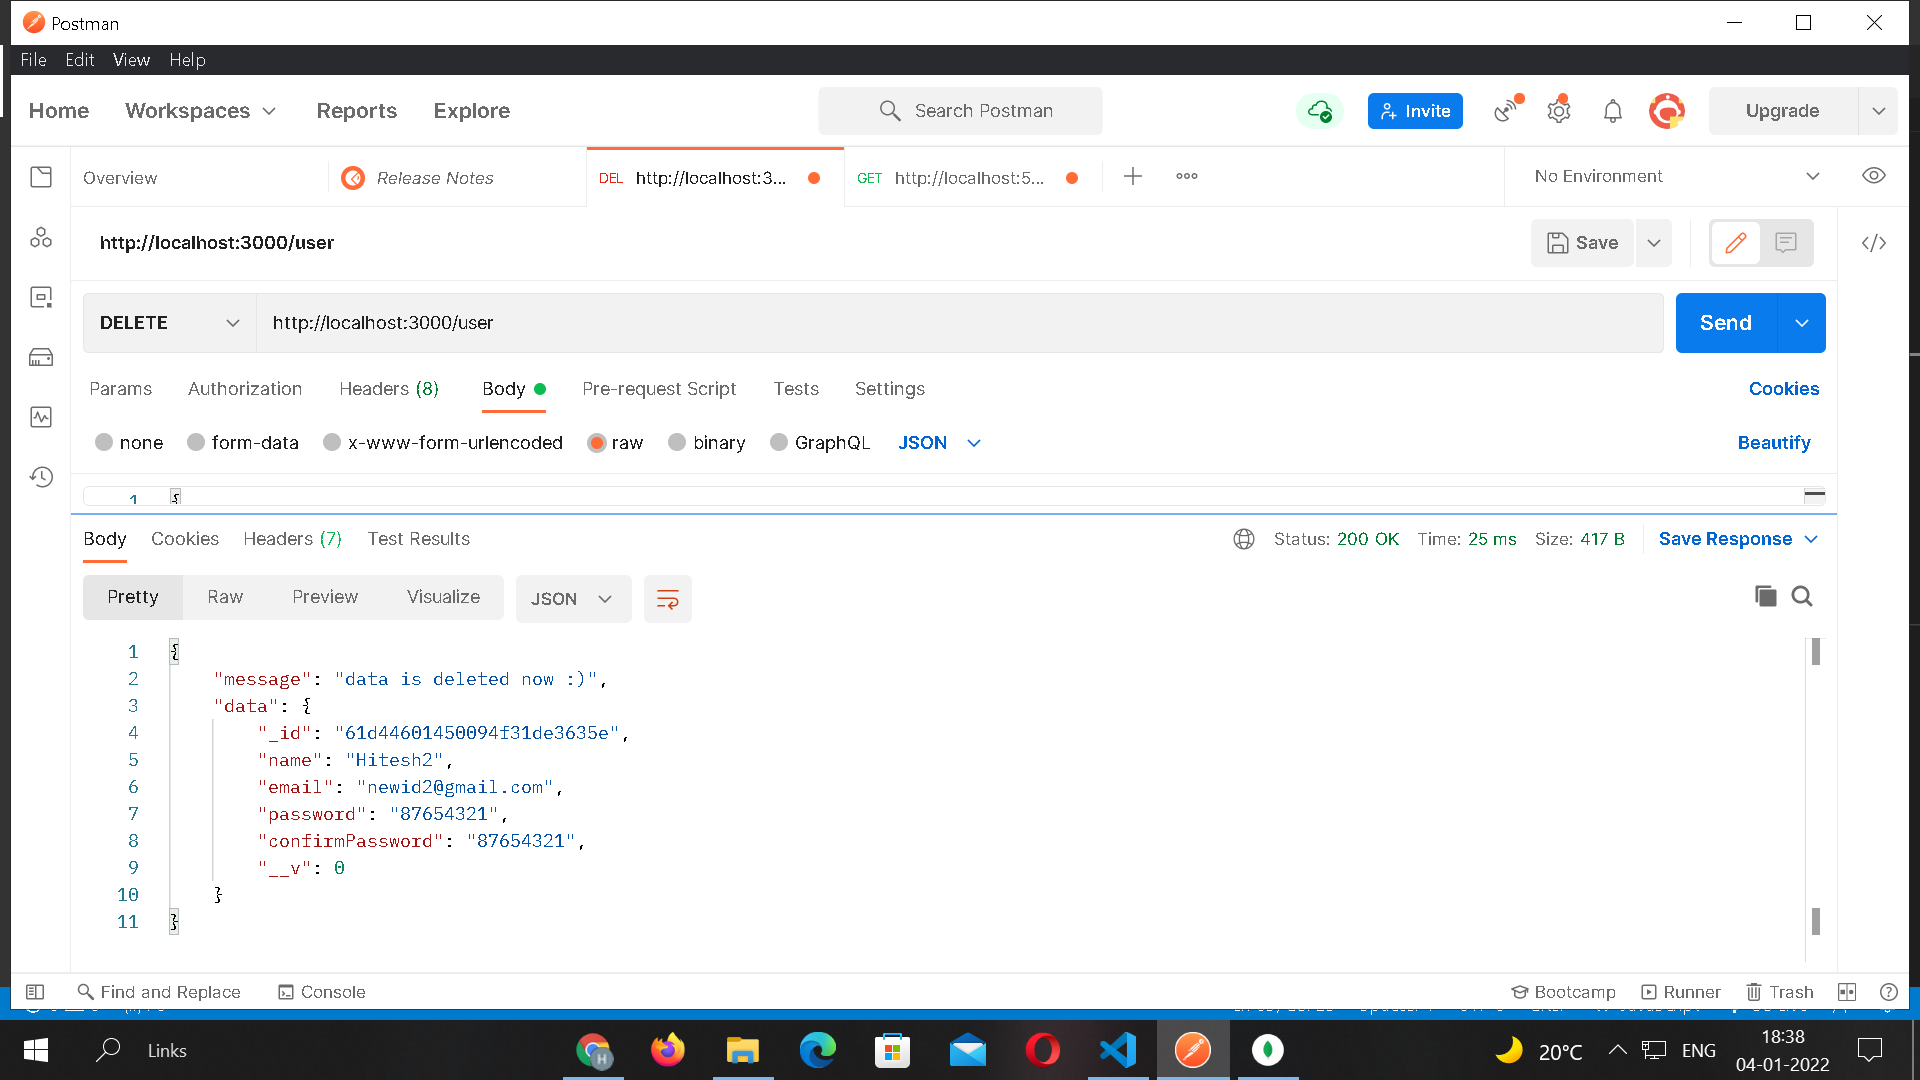 Postman
File Edit View Help
Home Workspaces Reports Explore Search Postman Invite Upgrade
Overview Release Notes DEL http://localhost:3... GET http://localhost:5... No Environment
http://localhost:3000/user Save
DELETE http://localhost:3000/user Send
Params Authorization Headers (8) Body Pre-request Script Tests Settings Cookies
none form-data x-www-form-urlencoded raw binary GraphQL JSON Beautify
1 {
Body Cookies Headers (7) Test Results Status: 200 OK Time: 25 ms Size: 417 B Save Response
Pretty Raw Preview Visualize JSON
1 {
2 "message": "data is deleted now :)",
3 "data": {
4 "_id": "61d44601450094f31de3635e",
5 "name": "Hitesh2",
6 "email": "newid2@gmail.com",
7 "password": "87654321",
8 "confirmPassword": "87654321",
9 "__v": 0
10 }
11 }
Find and Replace Console Bootcamp Runner Trash
Links 20°C ENG 18:38
04-01-2022